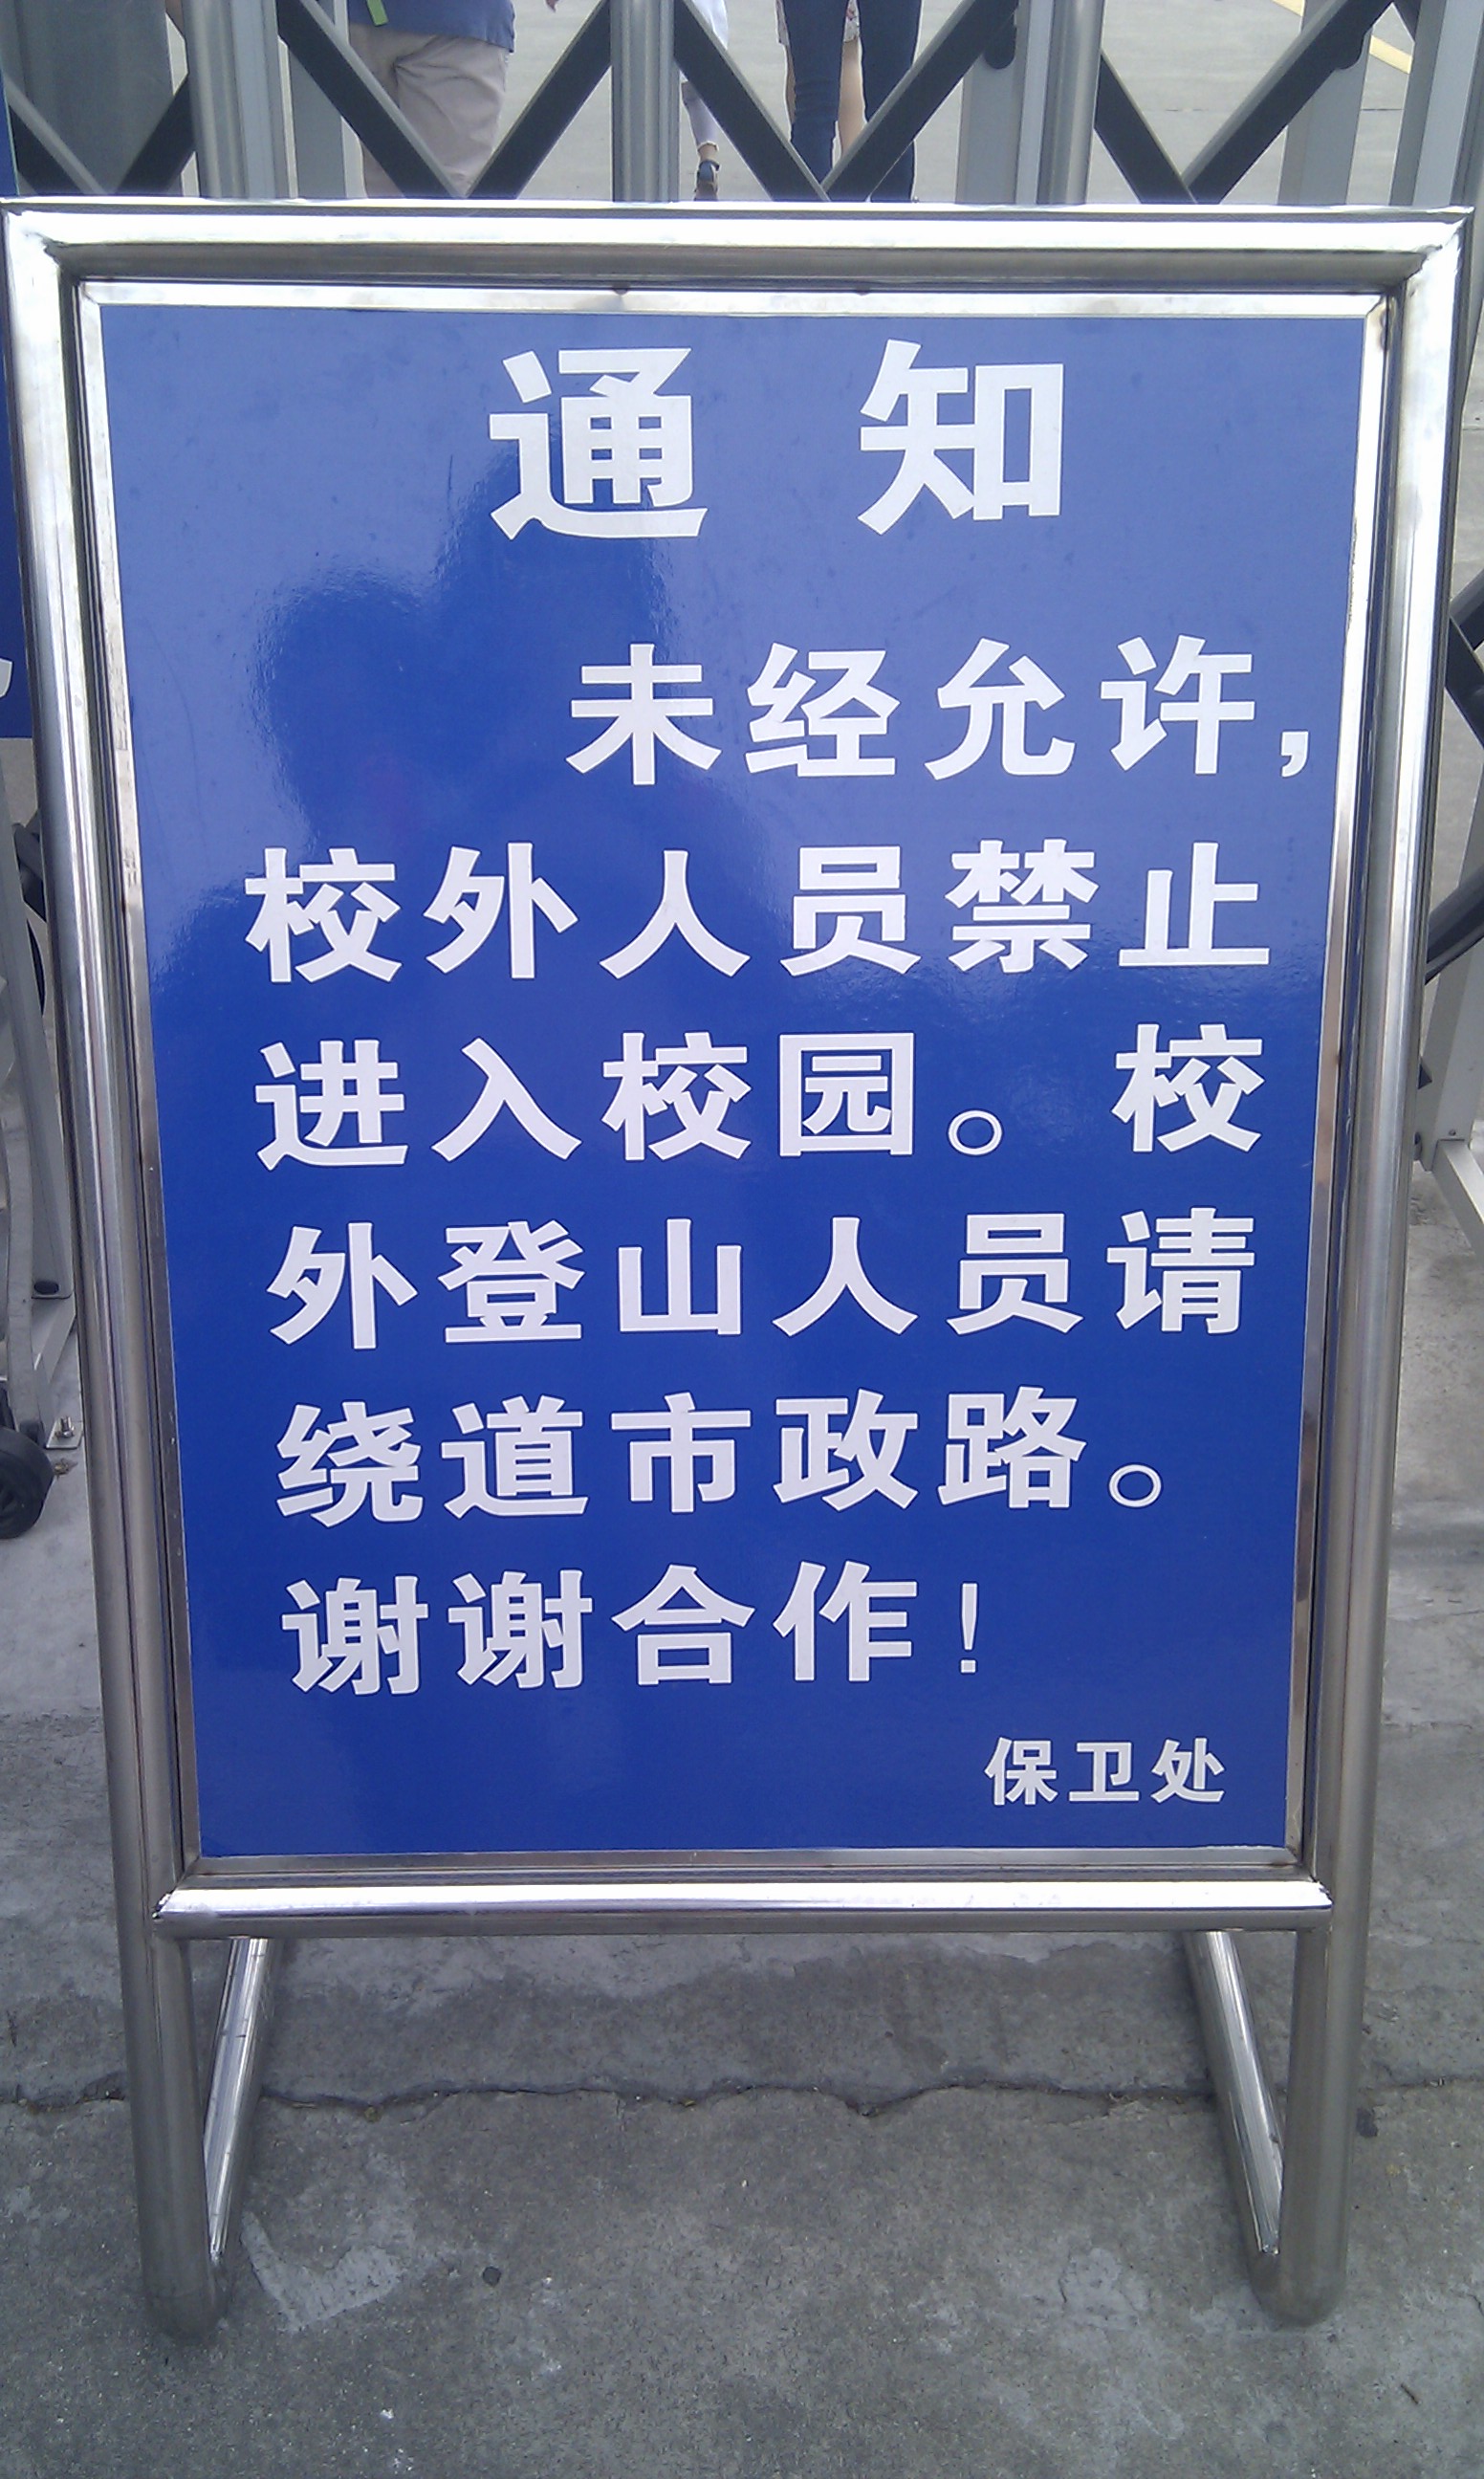 通知
未经允许,
校外人员禁止
进入校园。校
外登山人员请
绕道市政路。
谢谢合作!
保卫处